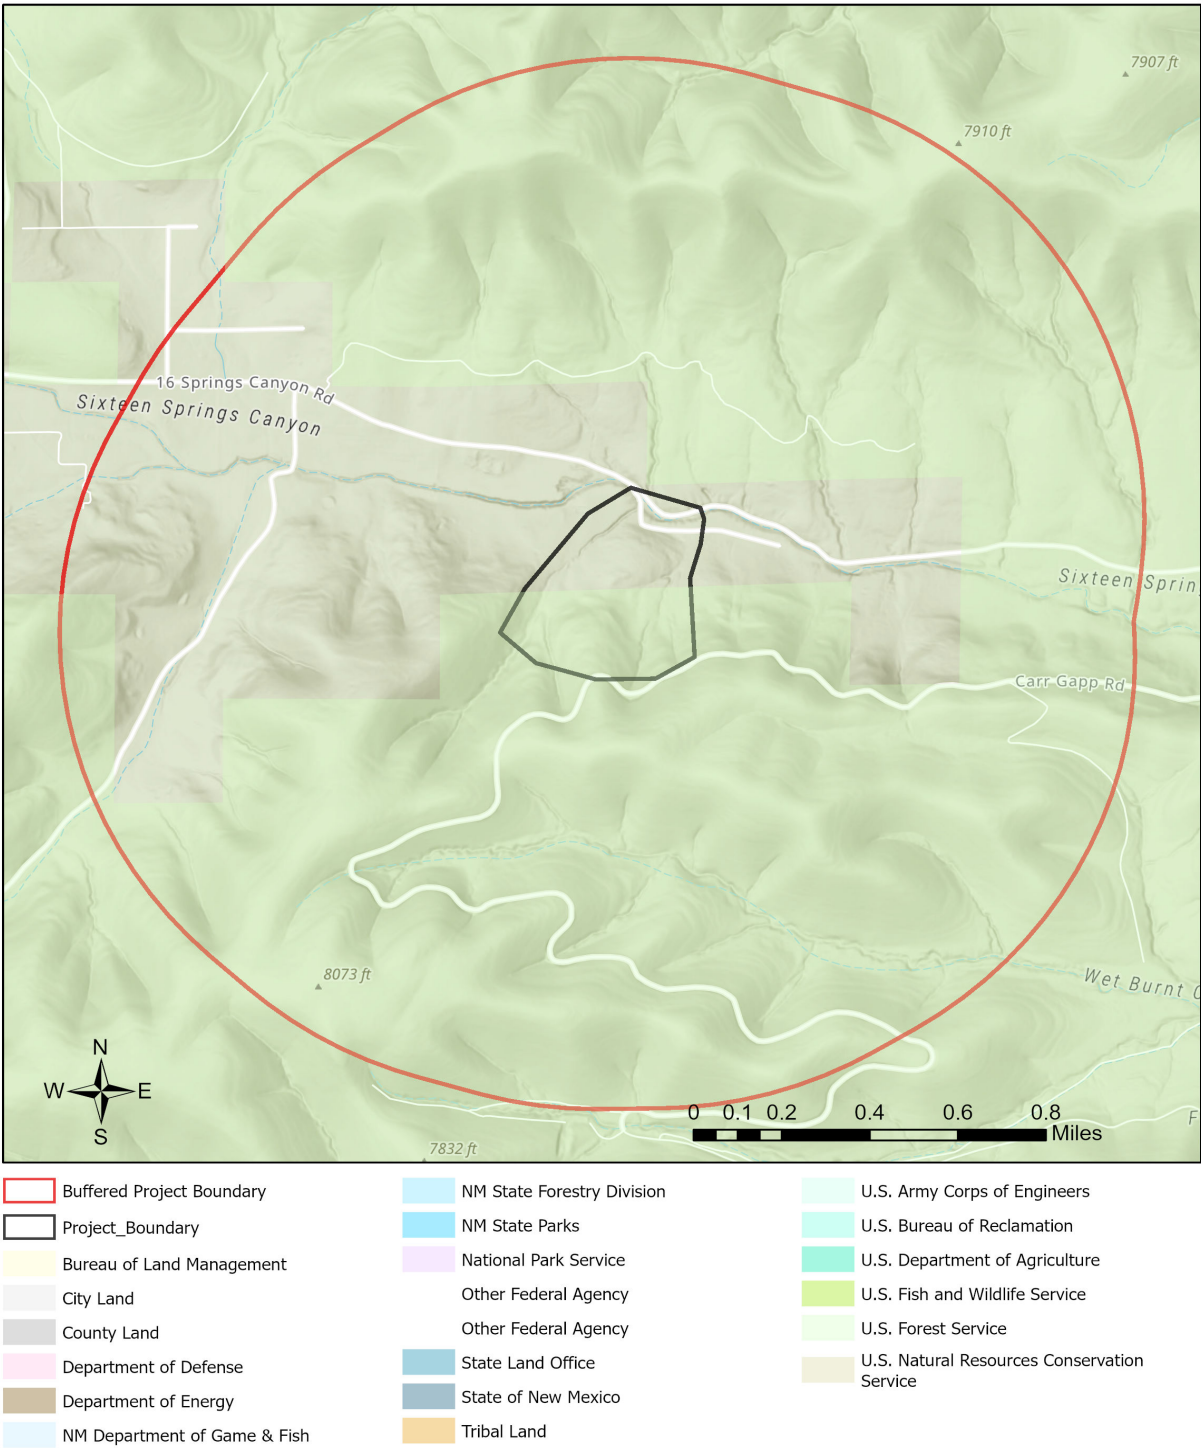 7907 ft
7910 ft
16 Springs Canyon Rd
Sixteen Springs Canyon
Sixteen Sprin
Carr Gapp Rd
8073 ft
Wet Burnt C
N
W E
S
0 0.1 0.2 0.4 0.6 0.8
Miles
F
7832 ft
Buffered Project Boundary
Project_Boundary
Bureau of Land Management
City Land
County Land
Department of Defense
Department of Energy
NM Department of Game & Fish
NM State Forestry Division
NM State Parks
National Park Service
Other Federal Agency
Other Federal Agency
State Land Office
State of New Mexico
Tribal Land
U.S. Army Corps of Engineers
U.S. Bureau of Reclamation
U.S. Department of Agriculture
U.S. Fish and Wildlife Service
U.S. Forest Service
U.S. Natural Resources Conservation
Service